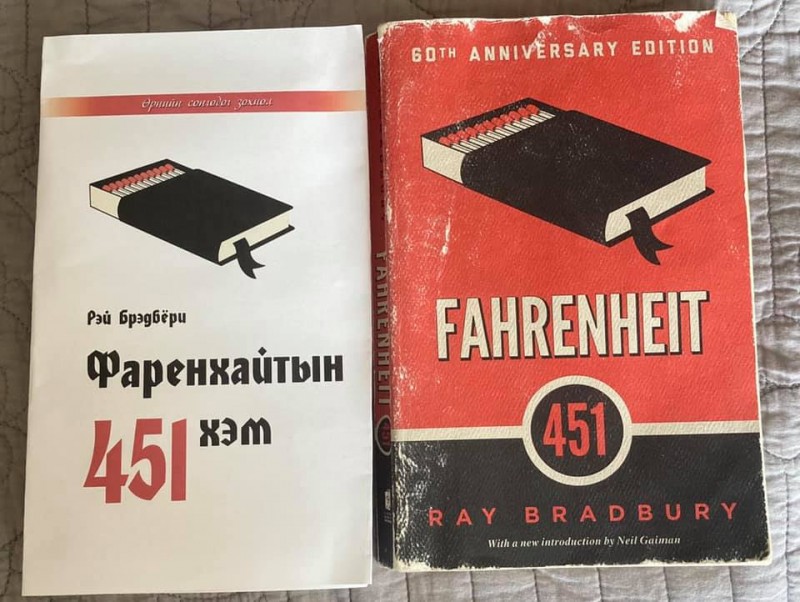 Өрнийн сонгодог зохиол
Рэй Брэдбёри
Фаренхайтын
451 хэм
60TH ANNIVERSARY EDITION
FAHRENHEIT
451
RAY BRADBURY
With a new introduction by Neil Gaiman
FAHRENHEIT